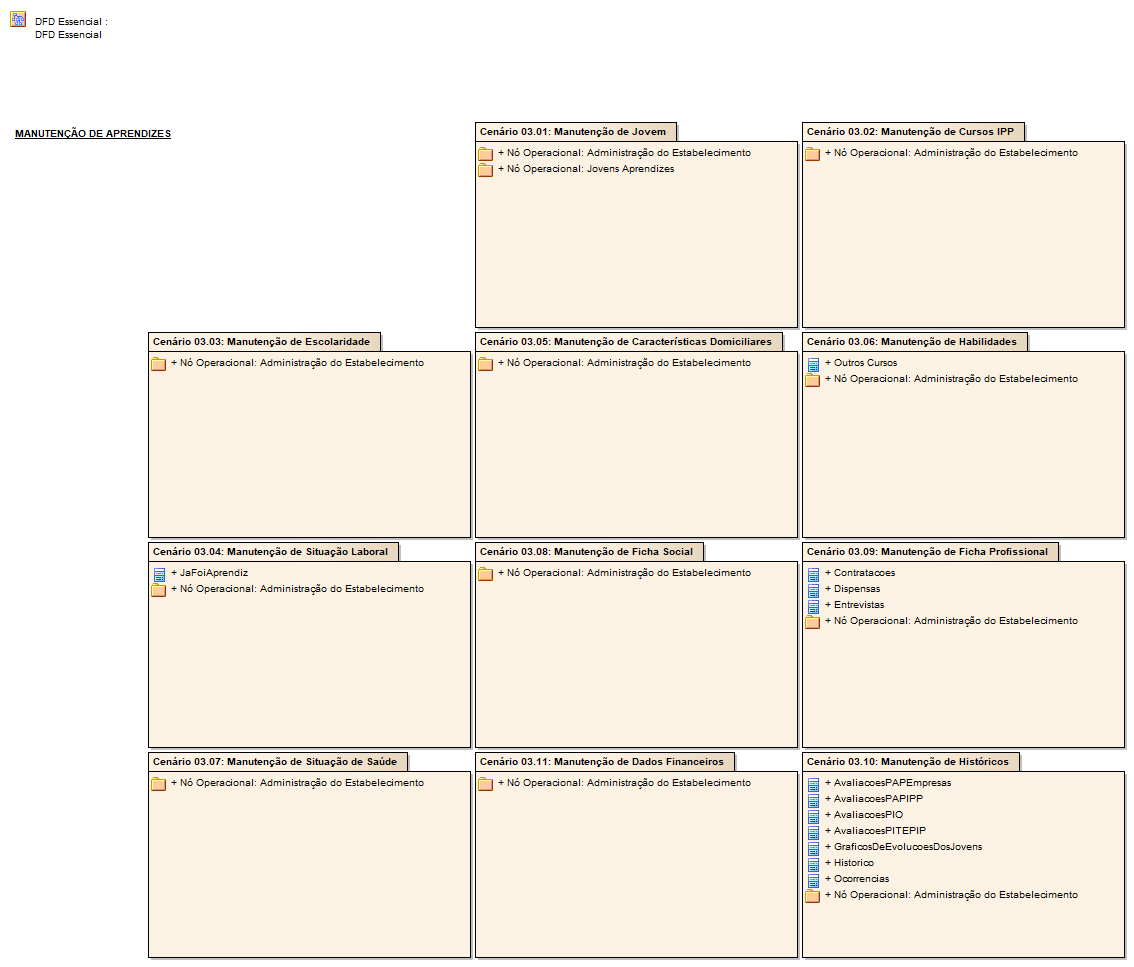 DFD Essencial :
DFD Essencial
MANUTENÇÃO DE APRENDIZES
Cenário 03.01: Manutenção de Jovem
+ Nó Operacional: Administração do Estabelecimento
+ Nó Operacional: Jovens Aprendizes
Cenário 03.02: Manutenção de Cursos IPP
+ Nó Operacional: Administração do Estabelecimento
Cenário 03.03: Manutenção de Escolaridade
+ Nó Operacional: Administração do Estabelecimento
Cenário 03.05: Manutenção de Características Domiciliares
+ Nó Operacional: Administração do Estabelecimento
Cenário 03.06: Manutenção de Habilidades
+ Outros Cursos
+ Nó Operacional: Administração do Estabelecimento
Cenário 03.04: Manutenção de Situação Laboral
+ JaFoiAprendiz
+ Nó Operacional: Administração do Estabelecimento
Cenário 03.08: Manutenção de Ficha Social
+ Nó Operacional: Administração do Estabelecimento
Cenário 03.09: Manutenção de Ficha Profissional
+ Contratacoes
+ Dispensas
+ Entrevistas
+ Nó Operacional: Administração do Estabelecimento
Cenário 03.07: Manutenção de Situação de Saúde
+ Nó Operacional: Administração do Estabelecimento
Cenário 03.11: Manutenção de Dados Financeiros
+ Nó Operacional: Administração do Estabelecimento
Cenário 03.10: Manutenção de Históricos
+ AvaliacoesPAPEmpresas
+ AvaliacoesPAPIPP
+ AvaliacoesPIO
+ AvaliacoesPITEPIP
+ GraficosDeEvolucoesDosJovens
+ Historico
+ Ocorrencias
+ Nó Operacional: Administração do Estabelecimento